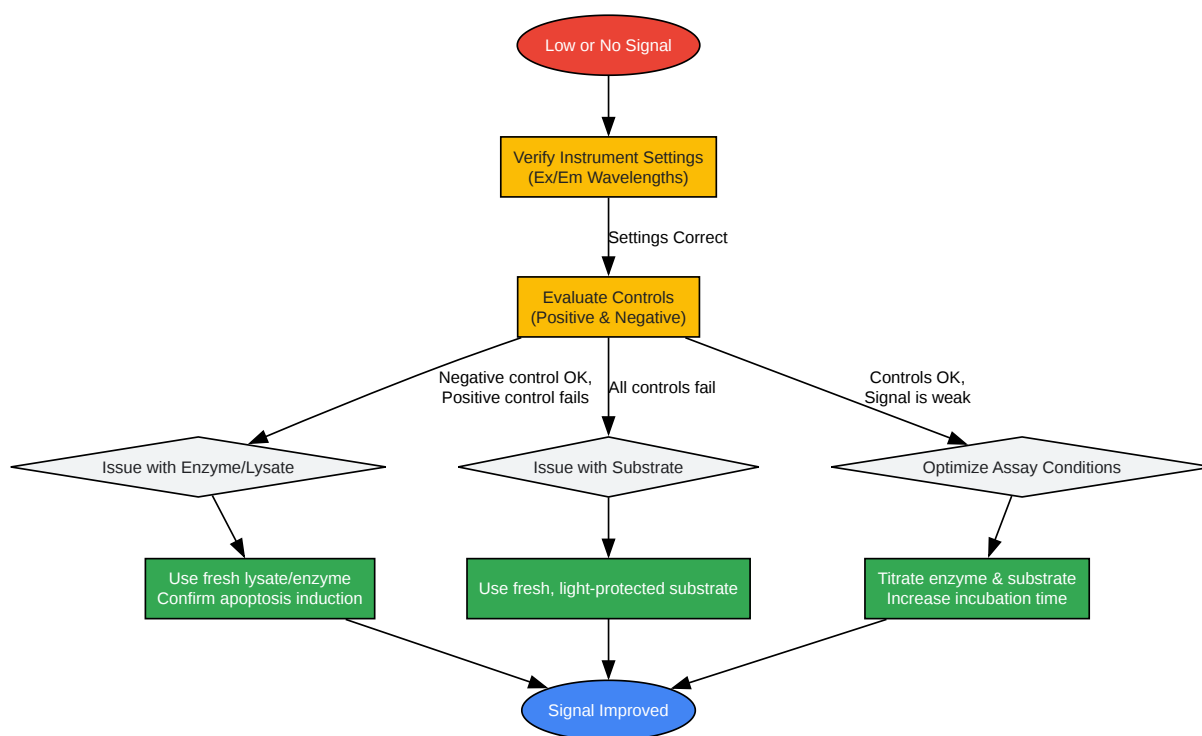 Low or No Signal
Verify Instrument Settings
(Ex/Em Wavelengths)
Settings Correct
Evaluate Controls
(Positive & Negative)
Negative control OK,
Positive control fails
All controls fail
Controls OK,
Signal is weak
Issue with Enzyme/Lysate
Issue with Substrate
Optimize Assay Conditions
Use fresh lysate/enzyme
Confirm apoptosis induction
Use fresh, light-protected substrate
Titrate enzyme & substrate
Increase incubation time
Signal Improved